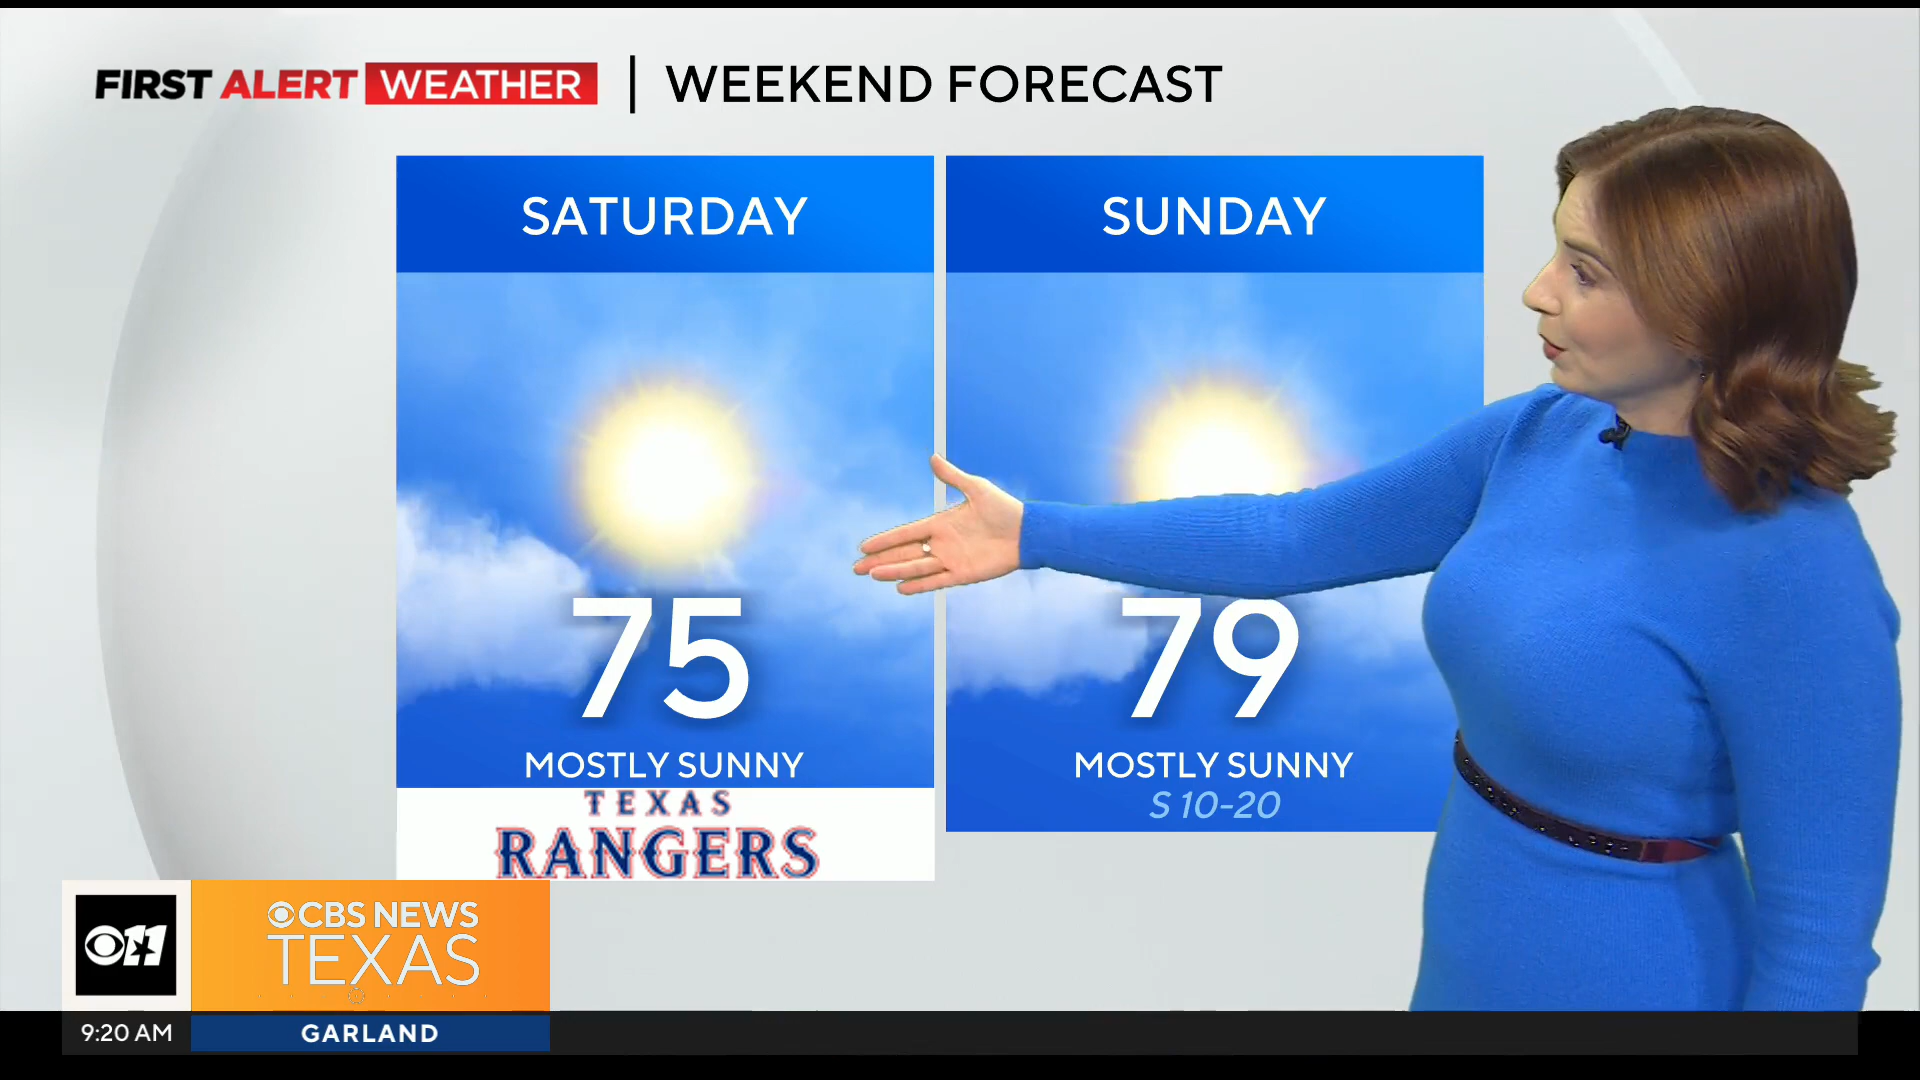 FIRST ALERT WEATHER | WEEKEND FORECAST
SATURDAY
75
MOSTLY SUNNY
TEXAS
RANGERS
SUNDAY
79
MOSTLY SUNNY
S 10-20
11
CBS NEWS
TEXAS
9:20 AM
GARLAND